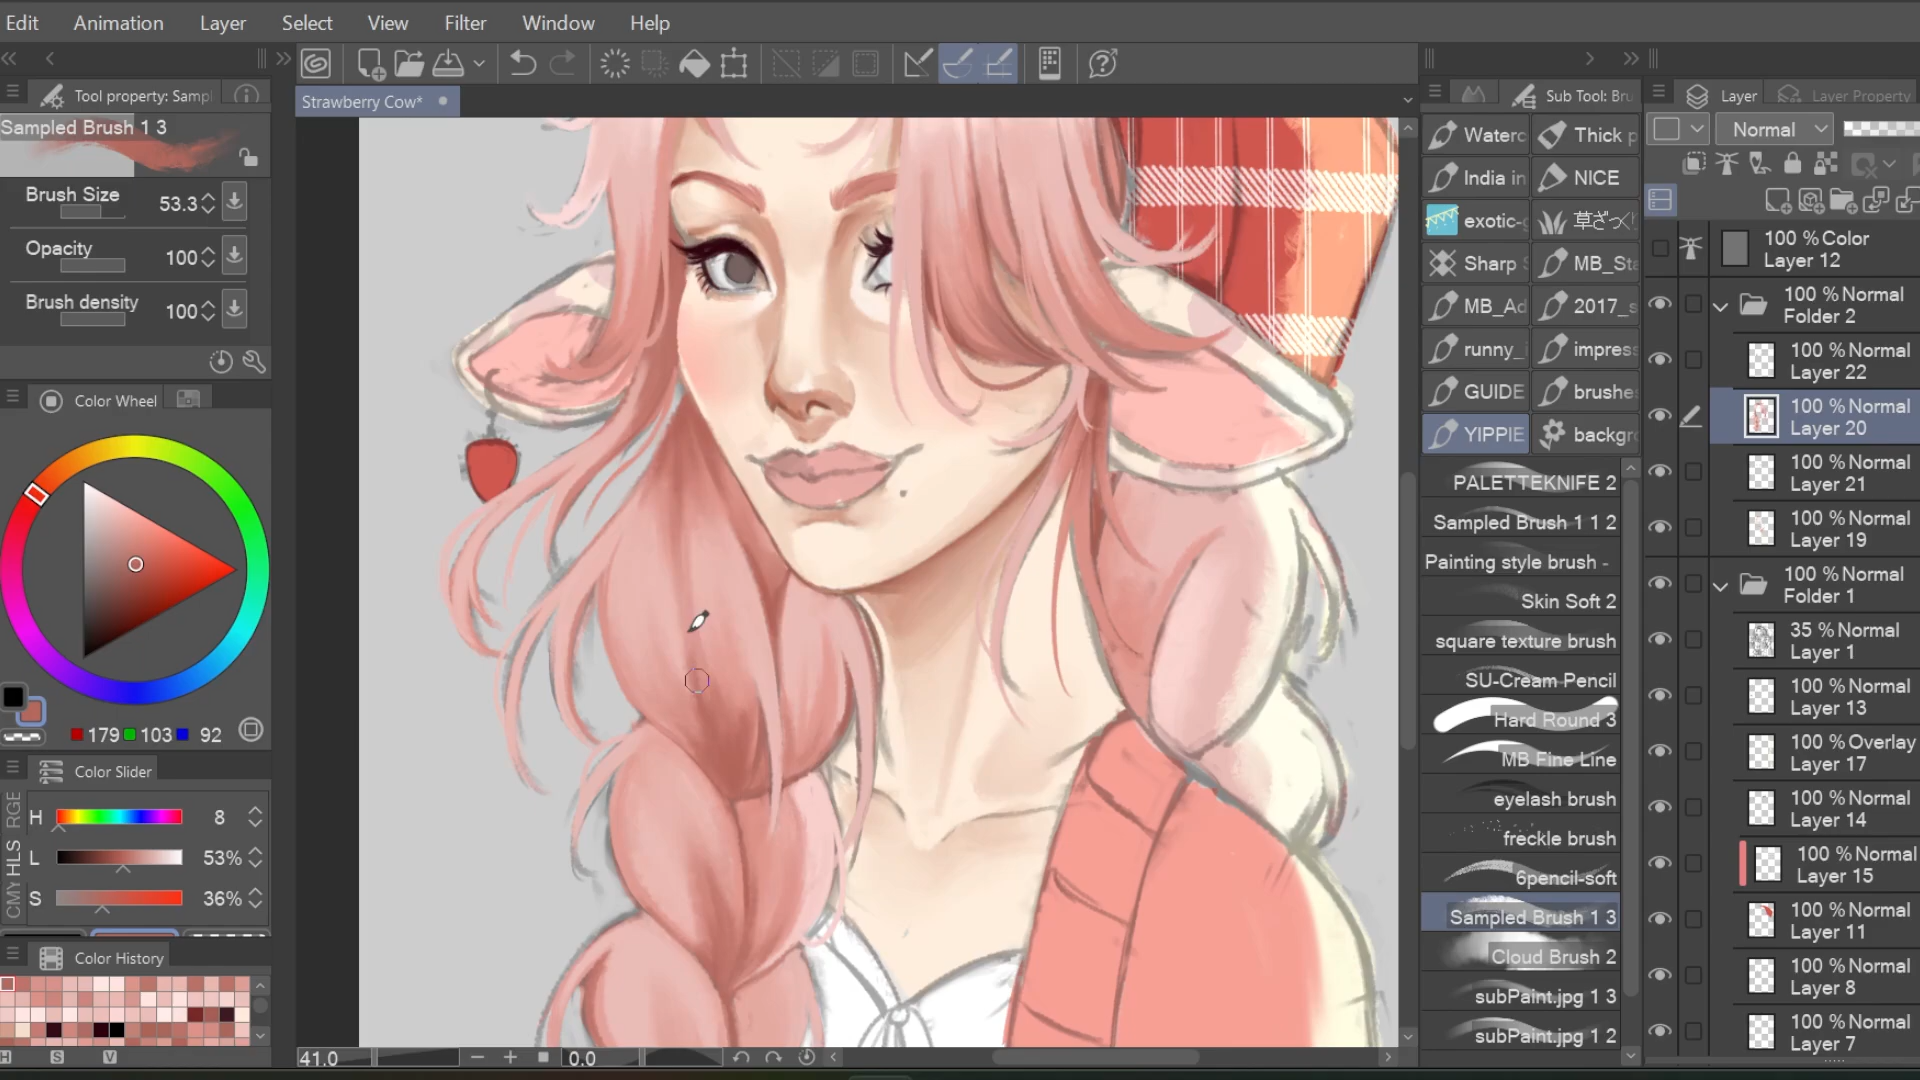 Edit Animation Layer Select View Filter Window Help
Tool property: Sampl
Sampled Brush 1 3
Brush Size 53.3
Opacity 100
Brush density 100
Color Wheel
179 103 92
Color Slider
RGB
HLS
CMY
H 8
L 53%
S 36%
Color History
H S V
Strawberry Cow*
41.0 0.0
Sub Tool: Bru
Waterc Thick p
India in NICE
exotic- 草ざっく
Sharp S MB_Sta
MB_Ad 2017_s
runny_i impress
GUIDE brushe
YIPPIE backgr
PALETTEKNIFE 2
Sampled Brush 1 1 2
Painting style brush -
Skin Soft 2
square texture brush
SU-Cream Pencil
Hard Round 3
MB Fine Line
eyelash brush
freckle brush
6pencil-soft
Sampled Brush 1 3
Cloud Brush 2
subPaint.jpg 1 3
subPaint.jpg 1 2
Layer Layer Property
Normal
100 % Color
Layer 12
100 % Normal
Folder 2
100 % Normal
Layer 22
100 % Normal
Layer 20
100 % Normal
Layer 21
100 % Normal
Layer 19
100 % Normal
Folder 1
35 % Normal
Layer 1
100 % Normal
Layer 13
100 % Overlay
Layer 17
100 % Normal
Layer 14
100 % Normal
Layer 15
100 % Normal
Layer 11
100 % Normal
Layer 8
100 % Normal
Layer 7